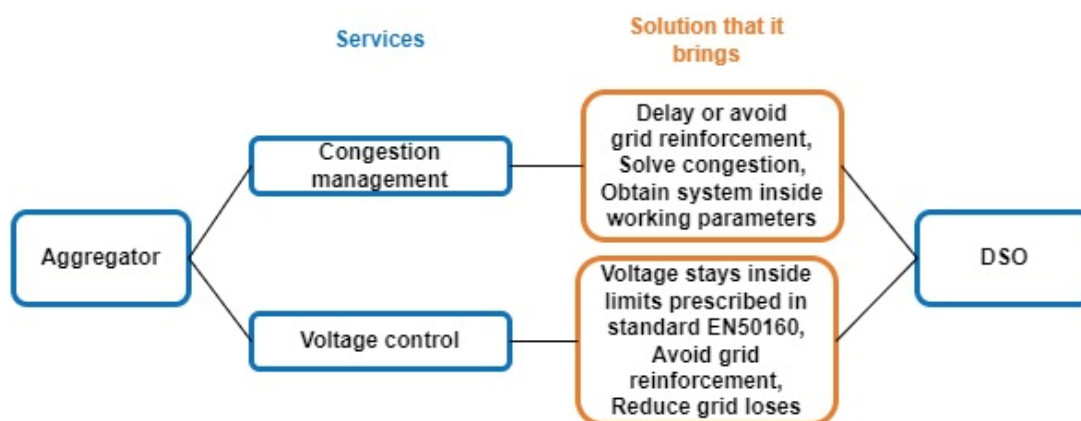 Services
Solution that it
brings
Delay or avoid
grid reinforcement,
Solve congestion,
Obtain system inside
working parameters
Congestion
management
Aggregator
DSO
Voltage stays inside
limits prescribed in
standard EN50160,
Avoid grid
reinforcement,
Reduce grid loses
Voltage control